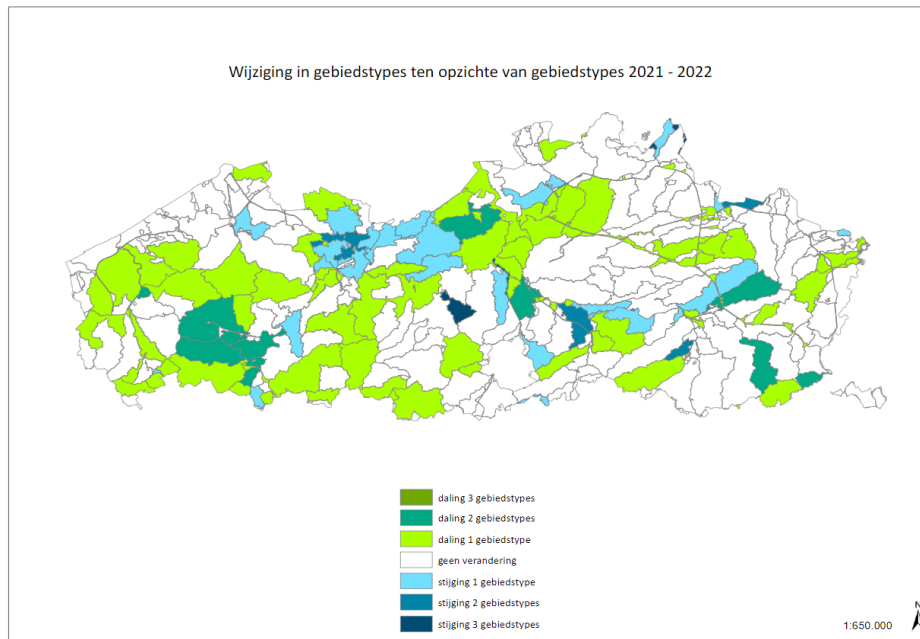 Wijziging in gebiedstypes ten opzichte van gebiedstypes 2021 - 2022
daling 3 gebiedstypes
daling 2 gebiedstypes
daling 1 gebiedstype
geen verandering
stijging 1 gebiedstype
stijging 2 gebiedstypes
stijging 3 gebiedstypes
1:650.000
N